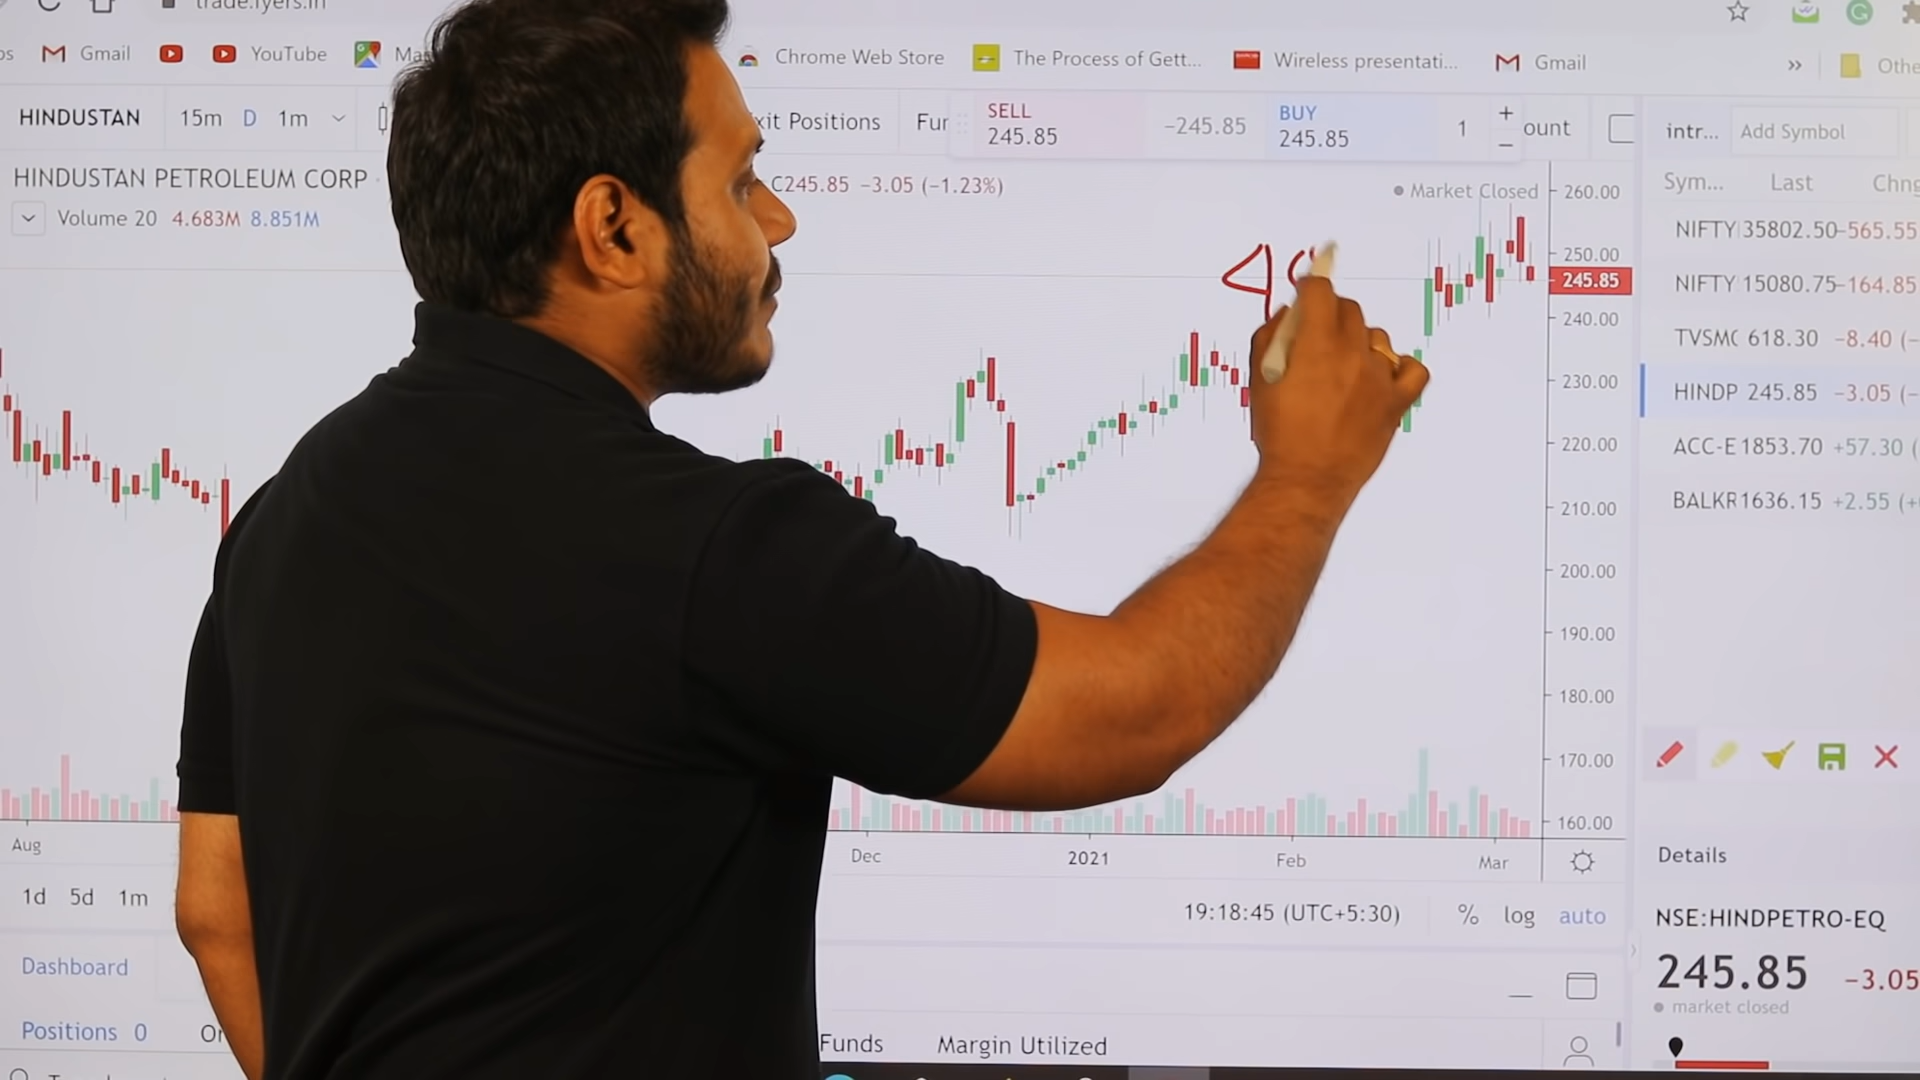 trade.fyers.in
Gmail YouTube Chrome Web Store The Process of Gett... Wireless presentati... Gmail »
HINDUSTAN 15m D 1m xit Positions SELL 245.85 −245.85 BUY 245.85 1 + − ount
HINDUSTAN PETROLEUM CORP C245.85 −3.05 (−1.23%)
Market Closed
Volume 20 4.683M 8.851M
4
260.00
250.00
245.85
240.00
230.00
220.00
210.00
200.00
190.00
180.00
170.00
160.00
Aug Dec 2021 Feb Mar
1d 5d 1m 19:18:45 (UTC+5:30) % log auto
Dashboard
Positions 0
Funds Margin Utilized
intr... Add Symbol
Sym... Last Chng
NIFTY 35802.50 −565.55
NIFTY 15080.75 −164.85
TVSM 618.30 −8.40 (−
HINDP 245.85 −3.05 (−
ACC-E 1853.70 +57.30 (
BALKR 1636.15 +2.55 (+
Details
NSE:HINDPETRO-EQ
245.85 −3.05
market closed